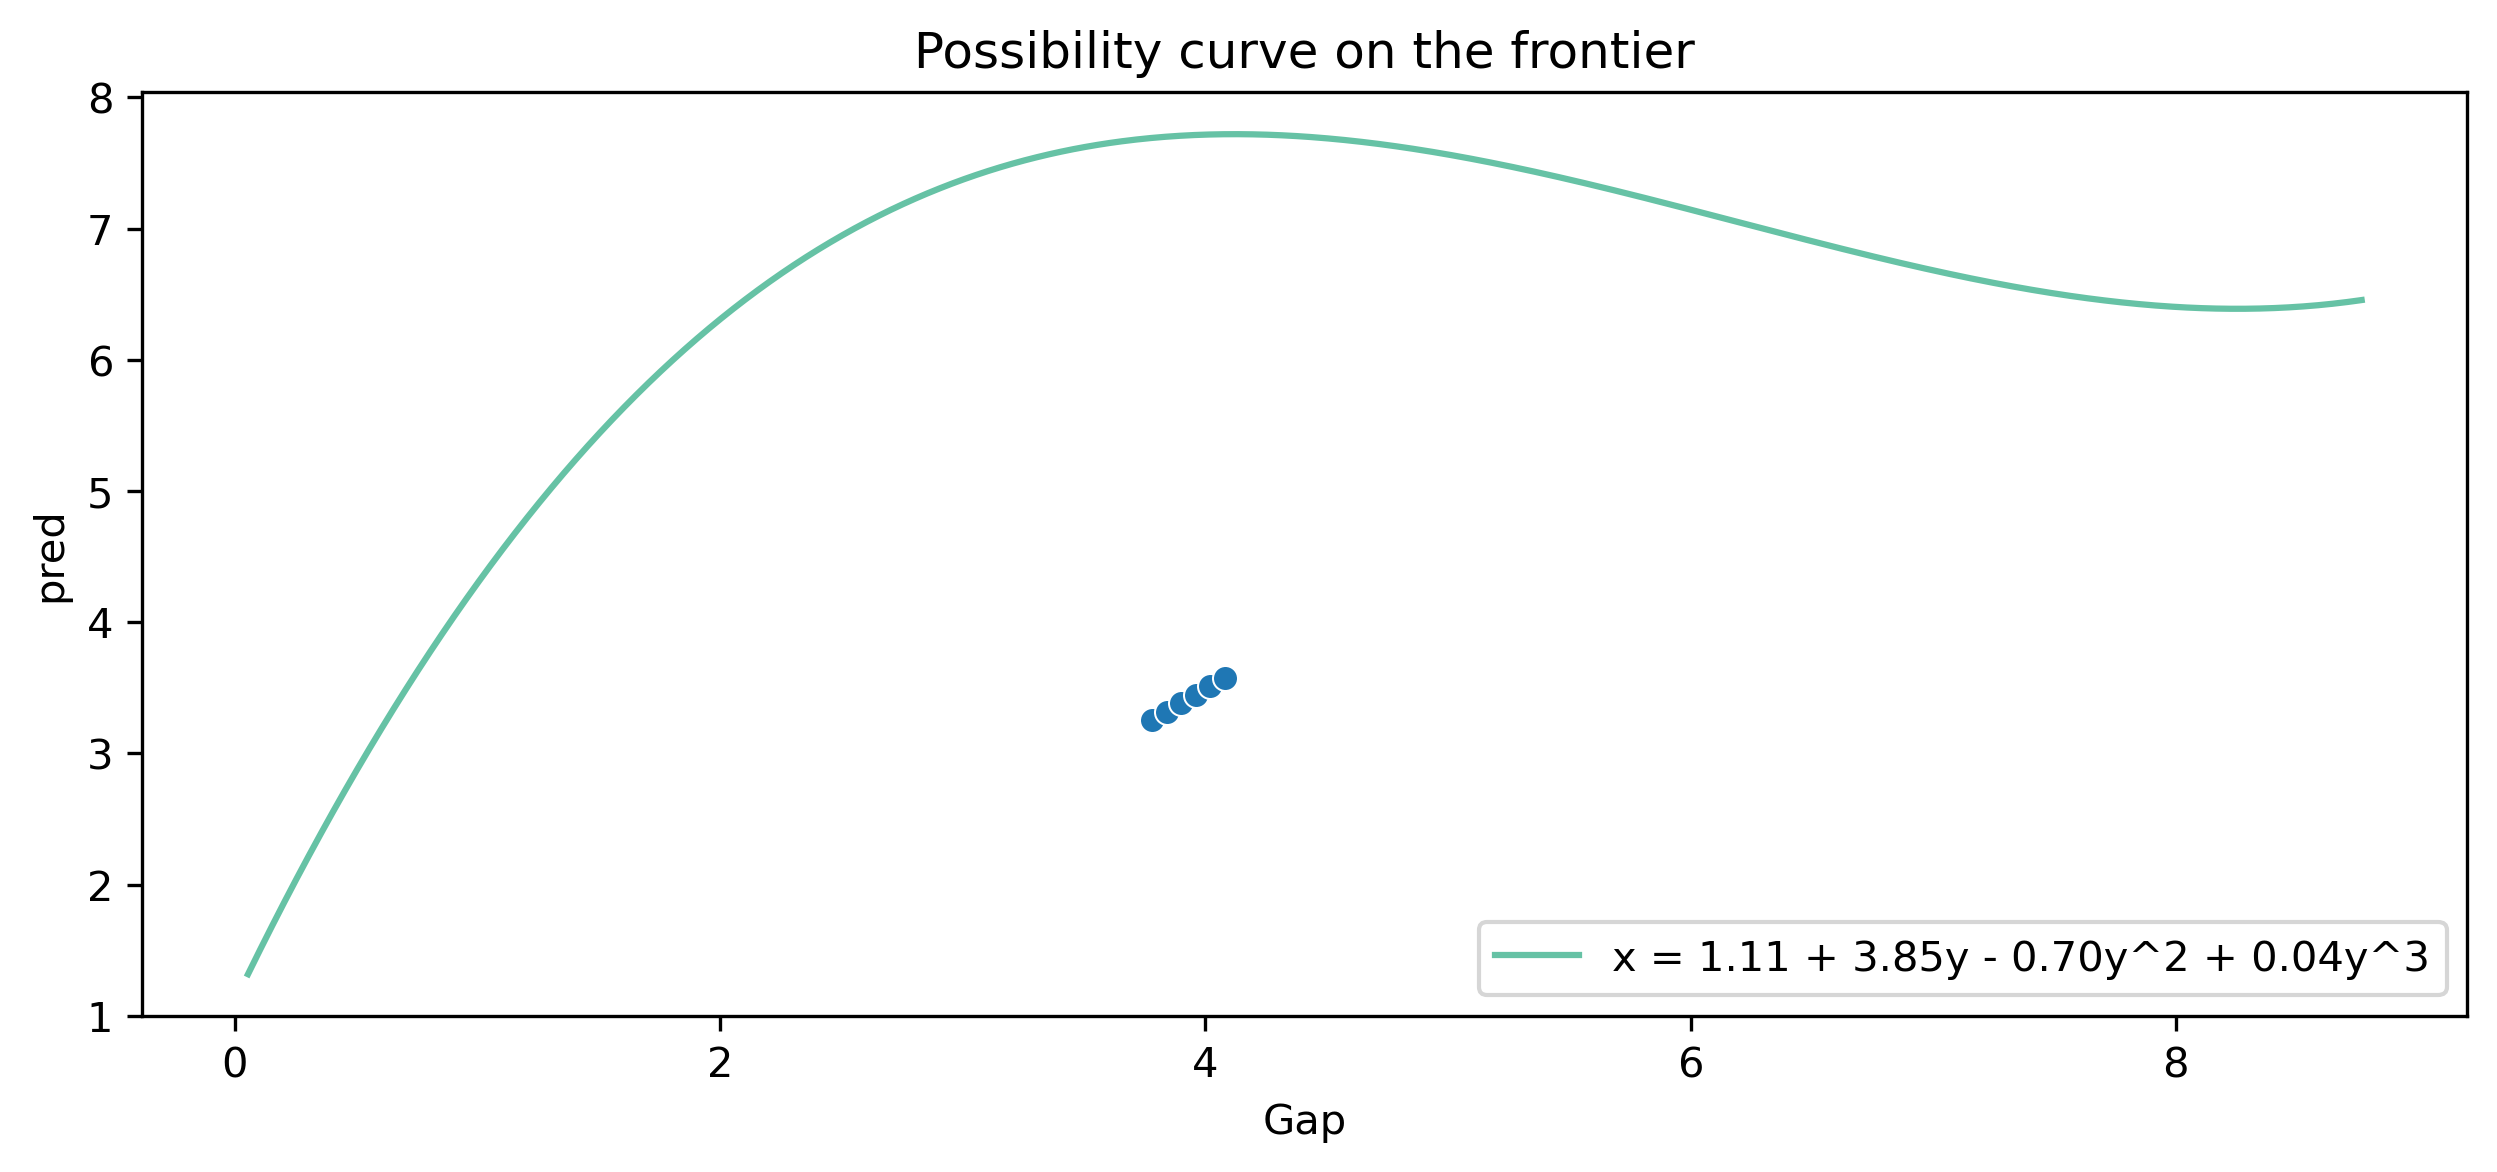 Possibility curve on the frontier
8
7
6
5
4
3
2
1
pred
0 2 4 6 8
Gap
x = 1.11 + 3.85y - 0.70y^2 + 0.04y^3